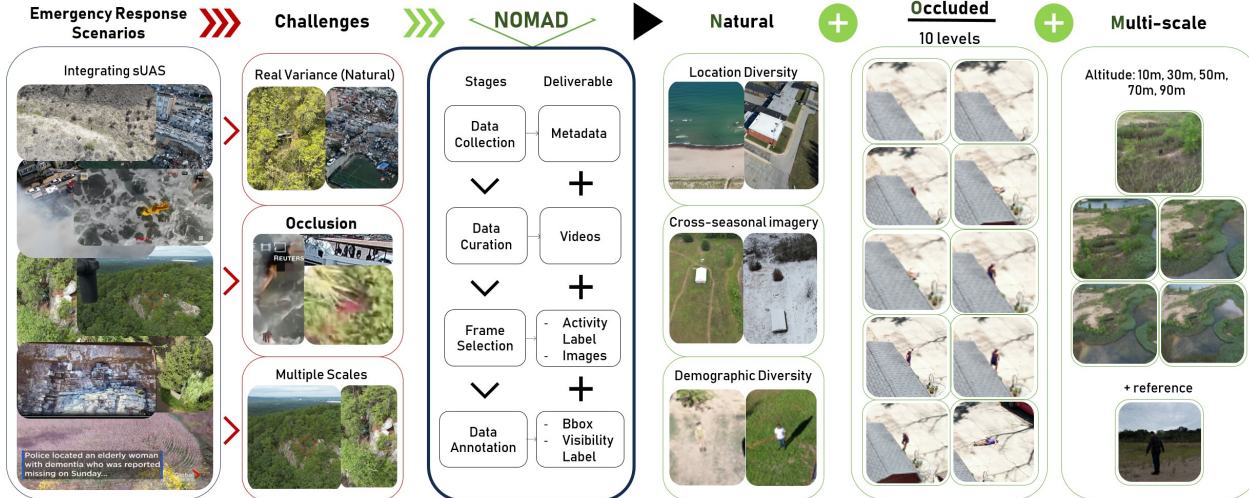 Emergency Response
Scenarios
Challenges
NOMAD
Natural
Occluded
10 levels
Multi-scale
Integrating sUAS
Police located an elderly woman
with dementia who was reported
missing on Sunday...
Real Variance (Natural)
Occlusion
REUTERS
Multiple Scales
Stages
Deliverable
Data
Collection
Metadata
Data
Curation
Videos
Frame
Selection
- Activity
Label
- Images
Data
Annotation
- Bbox
- Visibility
Label
Location Diversity
Cross-seasonal imagery
Demographic Diversity
Altitude: 10m, 30m, 50m,
70m, 90m
+ reference